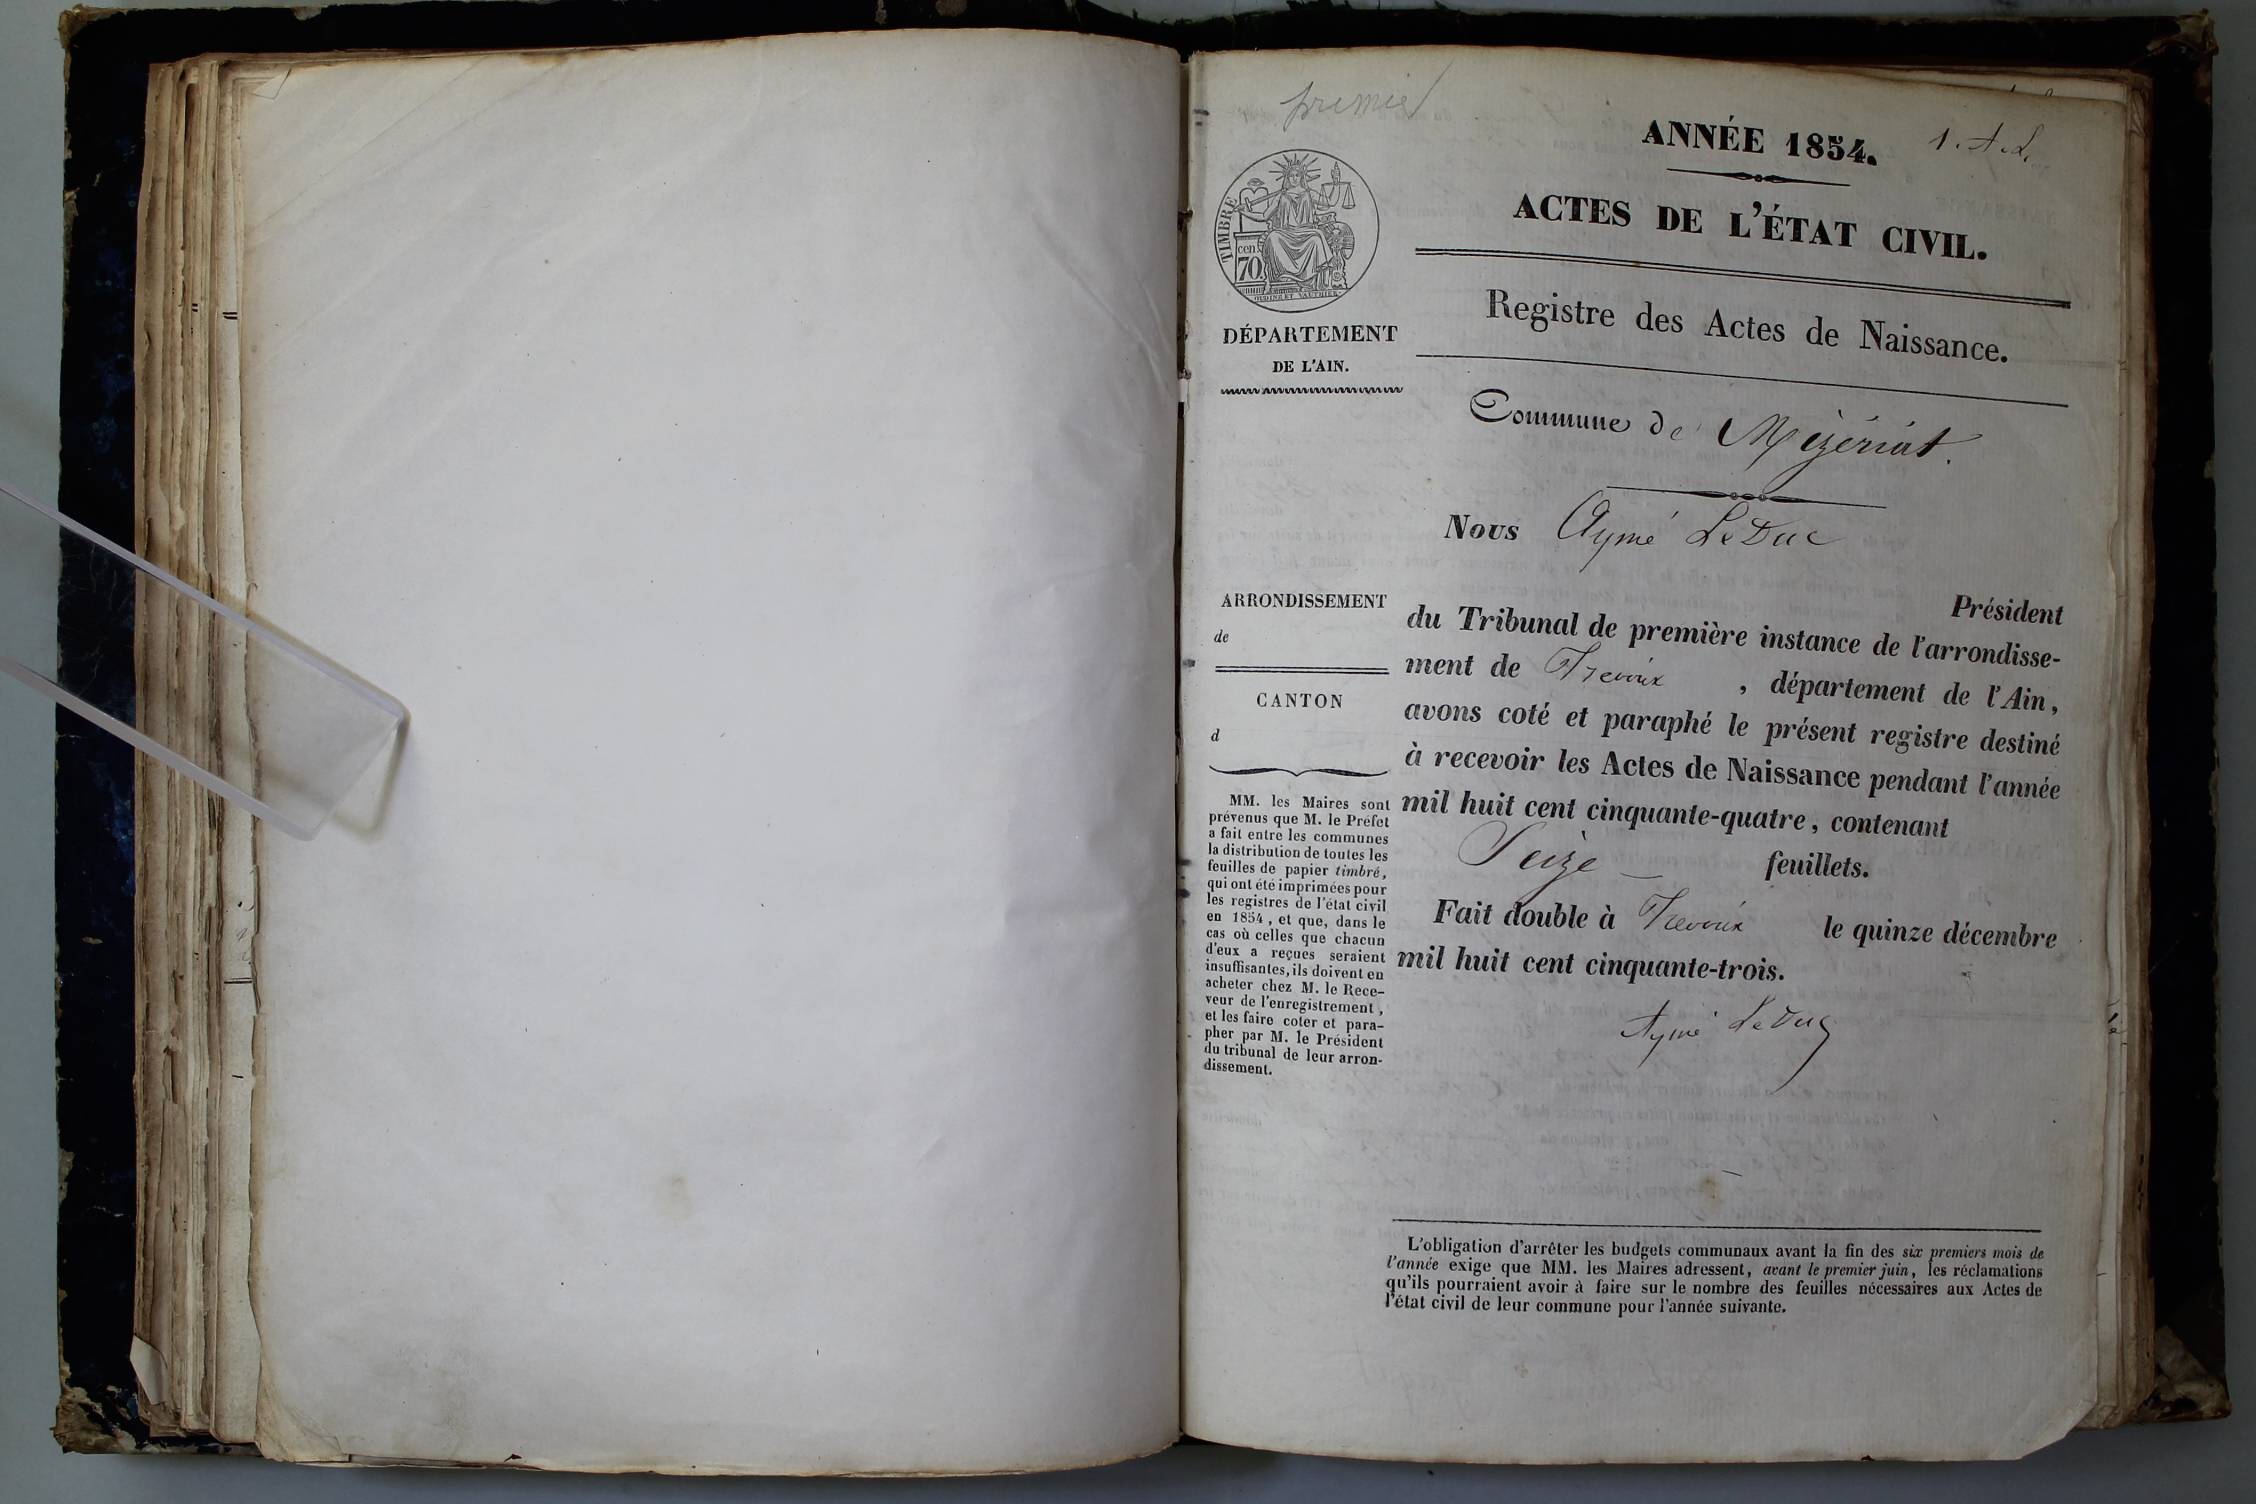 premier
ANNÉE 1854.
1. A. L.
ACTES DE L'ÉTAT CIVIL.
TIMBRE
cen.
70
OUDINE ET VAUTHIER
DÉPARTEMENT
DE L'AIN.
Registre des Actes de Naissance.
Commune de Mézériat.
Nous Aymé LeDuc
Président
du Tribunal de première instance de l'arrondisse-
ment de Trevoux , département de l'Ain,
avons coté et paraphé le présent registre destiné
à recevoir les Actes de Naissance pendant l'année
mil huit cent cinquante-quatre, contenant
Seize feuillets.
Fait double à Trevoux le quinze décembre
mil huit cent cinquante-trois.
Aymé LeDuc
ARRONDISSEMENT
de
CANTON
d
MM. les Maires sont
prévenus que M. le Préfet
a fait entre les communes
la distribution de toutes les
feuilles de papier timbré,
qui ont été imprimées pour
les registres de l'état civil
en 1854, et que, dans le
cas où celles que chacun
d'eux a reçues seraient
insuffisantes, ils doivent en
acheter chez M. le Rece-
veur de l'enregistrement,
et les faire coter et para-
pher par M. le Président
du tribunal de leur arron-
dissement.
L'obligation d'arrêter les budgets communaux avant la fin des six premiers mois de
l'année exige que MM. les Maires adressent, avant le premier juin, les réclamations
qu'ils pourraient avoir à faire sur le nombre des feuilles nécessaires aux Actes de
l'état civil de leur commune pour l'année suivante.